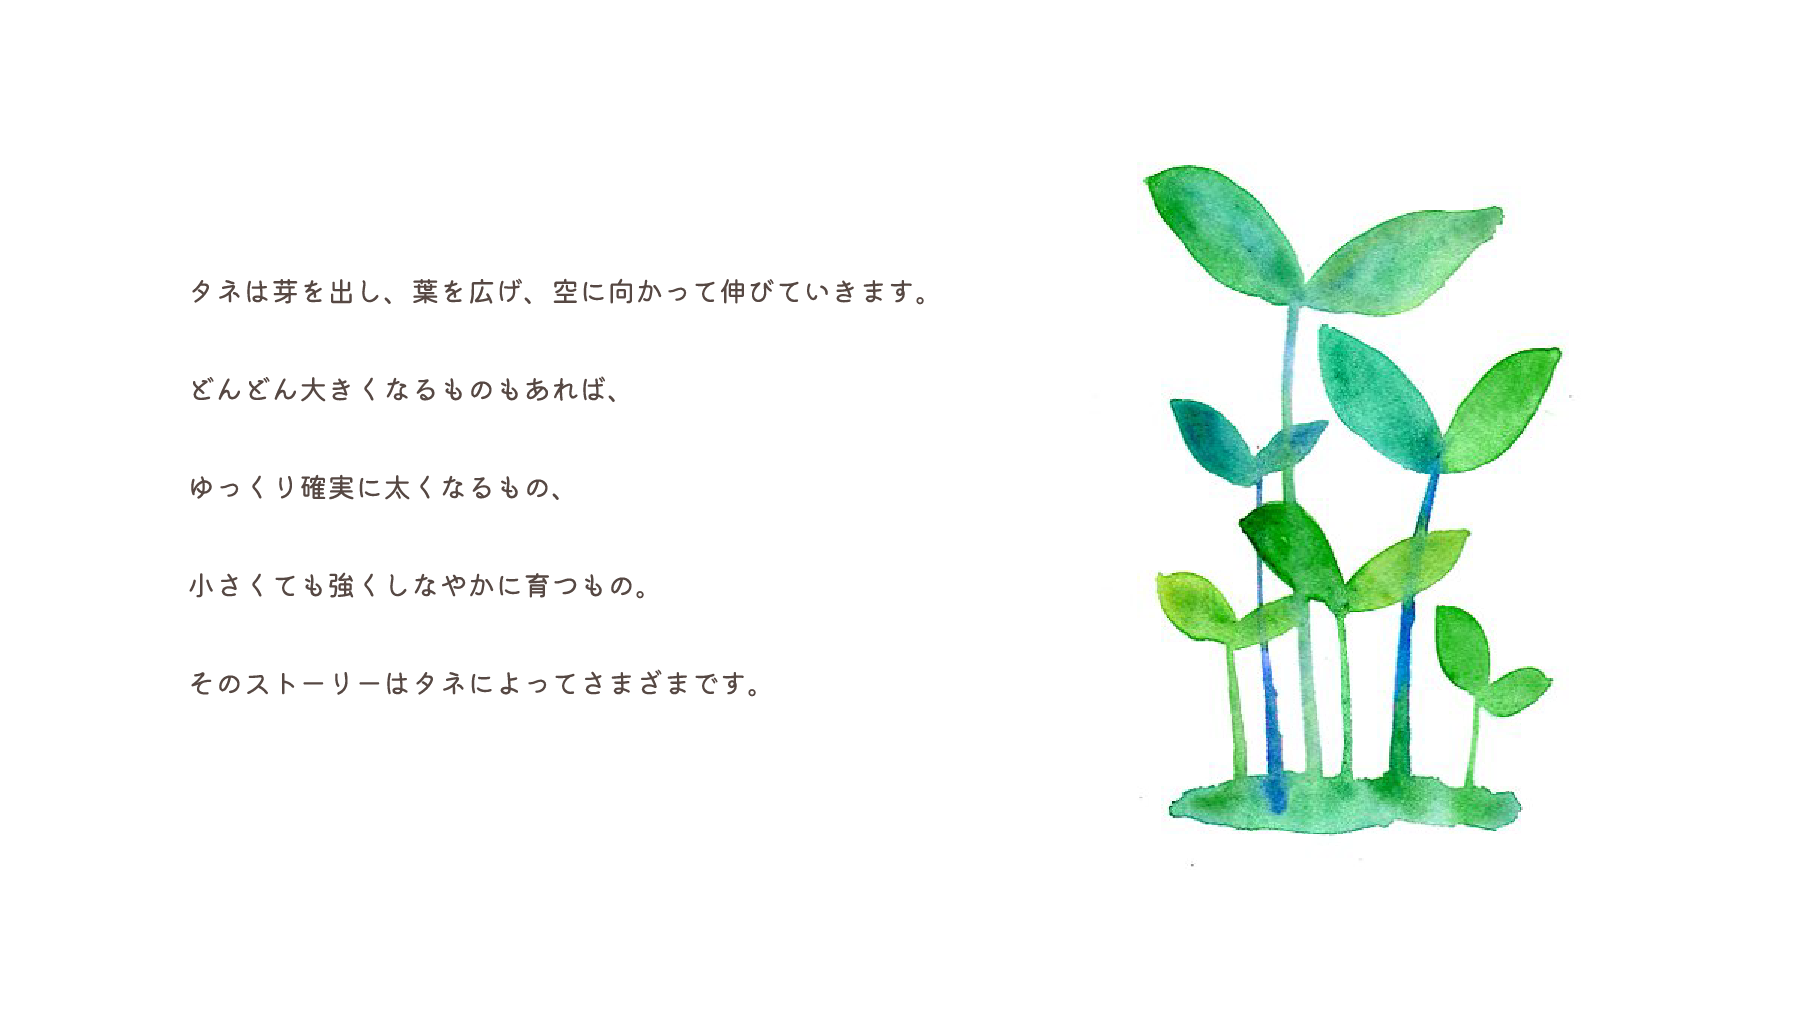 タネは芽を出し、葉を広げ、空に向かって伸びていきます。
どんどん大きくなるものもあれば、
ゆっくり確実に太くなるもの、
小さくても強くしなやかに育つもの。
そのストーリーはタネによってさまざまです。